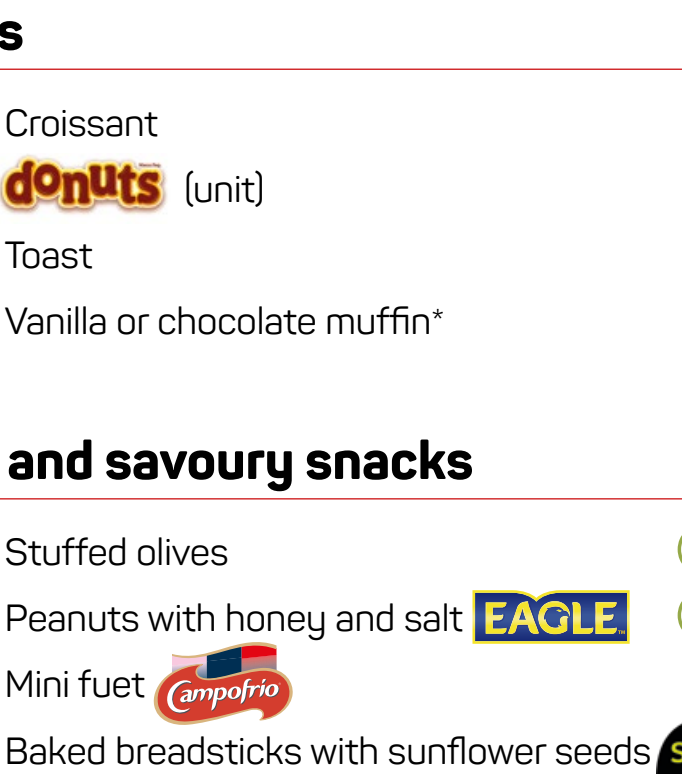 s
Croissant
donuts (unit)
Toast
Vanilla or chocolate muffin*
and savoury snacks
Stuffed olives
Peanuts with honey and salt EAGLE
Mini fuet Campofrío
Baked breadsticks with sunflower seeds S